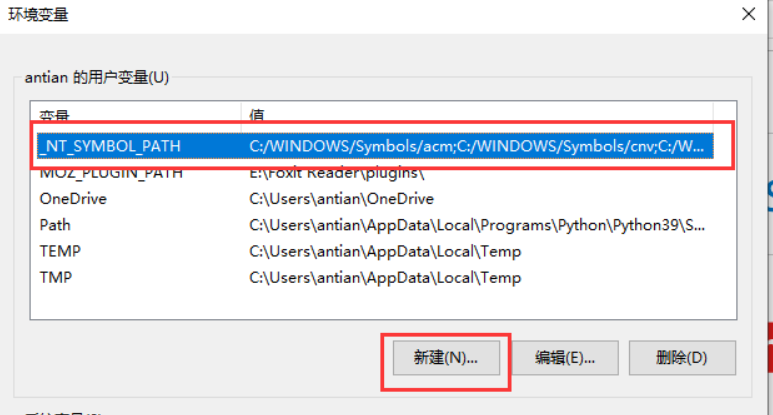 环境变量
antian 的用户变量(U)
变量 值
_NT_SYMBOL_PATH C:/WINDOWS/Symbols/acm;C:/WINDOWS/Symbols/cnv;C:/W...
MOZ_PLUGIN_PATH E:\Foxit Reader\plugins\
OneDrive C:\Users\antian\OneDrive
Path C:\Users\antian\AppData\Local\Programs\Python\Python39\S...
TEMP C:\Users\antian\AppData\Local\Temp
TMP C:\Users\antian\AppData\Local\Temp
新建(N)... 编辑(E)... 删除(D)